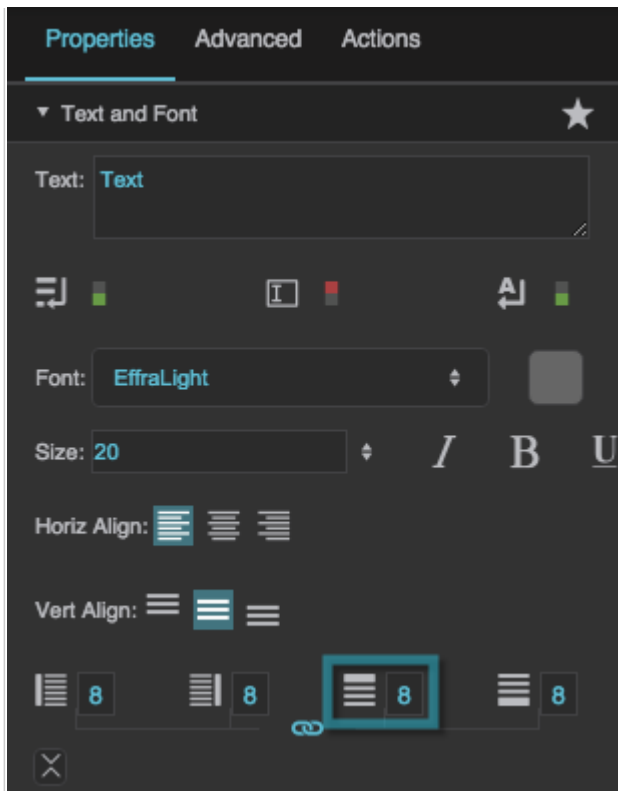 Properties Advanced Actions
Text and Font
Text: Text
A
Font: EffraLight
Size: 20 I B U
Horiz Align:
Vert Align:
8 8 8 8